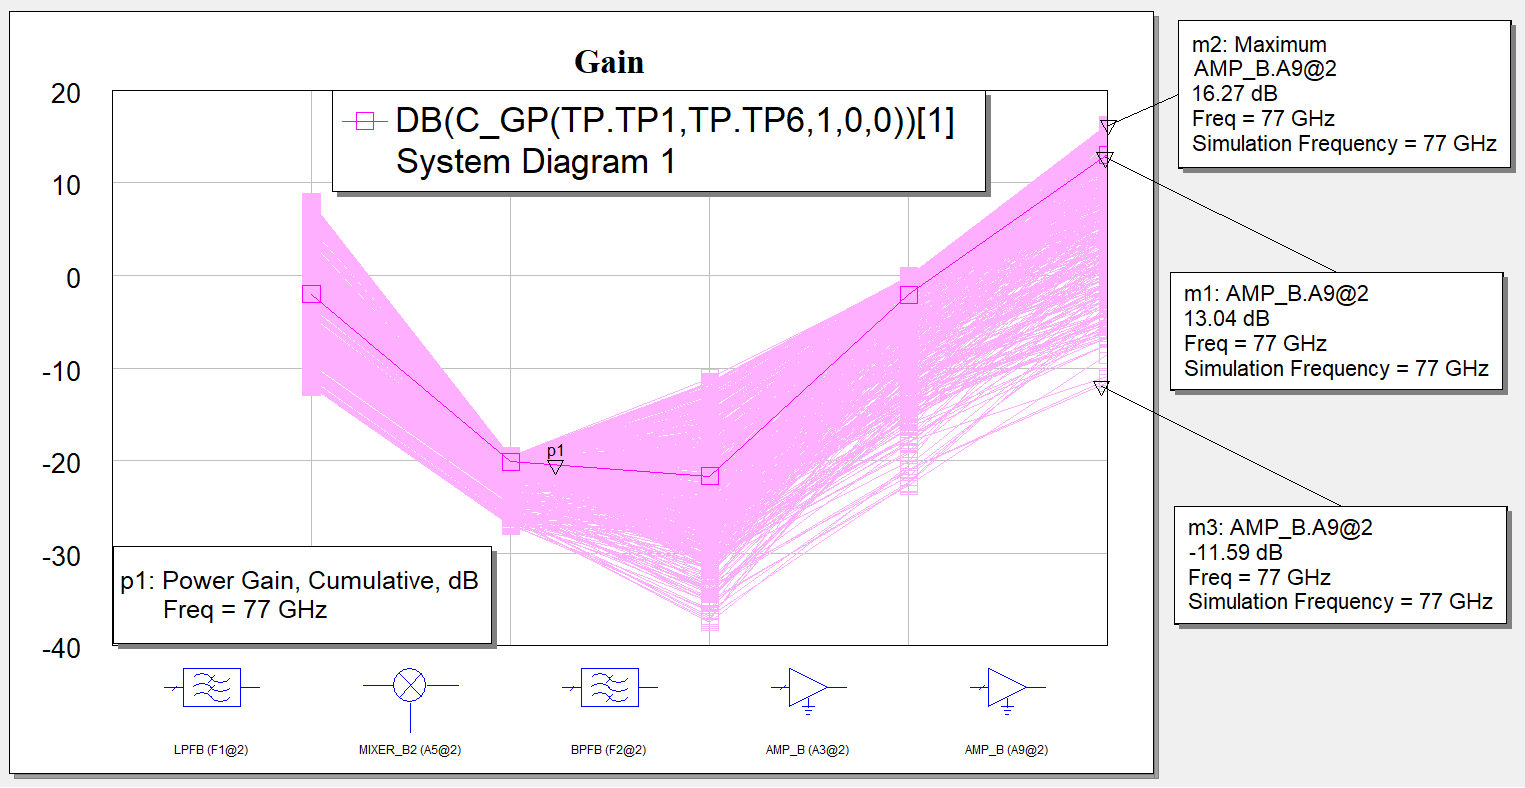 Gain
20
10
0
-10
-20
-30
-40
DB(C_GP(TP.TP1,TP.TP6,1,0,0))[1]
System Diagram 1
p1
p1: Power Gain, Cumulative, dB
Freq = 77 GHz
LPFB (F1@2)
MIXER_B2 (A5@2)
BPFB (F2@2)
AMP_B (A3@2)
AMP_B (A9@2)
m2: Maximum
AMP_B.A9@2
16.27 dB
Freq = 77 GHz
Simulation Frequency = 77 GHz
m1: AMP_B.A9@2
13.04 dB
Freq = 77 GHz
Simulation Frequency = 77 GHz
m3: AMP_B.A9@2
-11.59 dB
Freq = 77 GHz
Simulation Frequency = 77 GHz